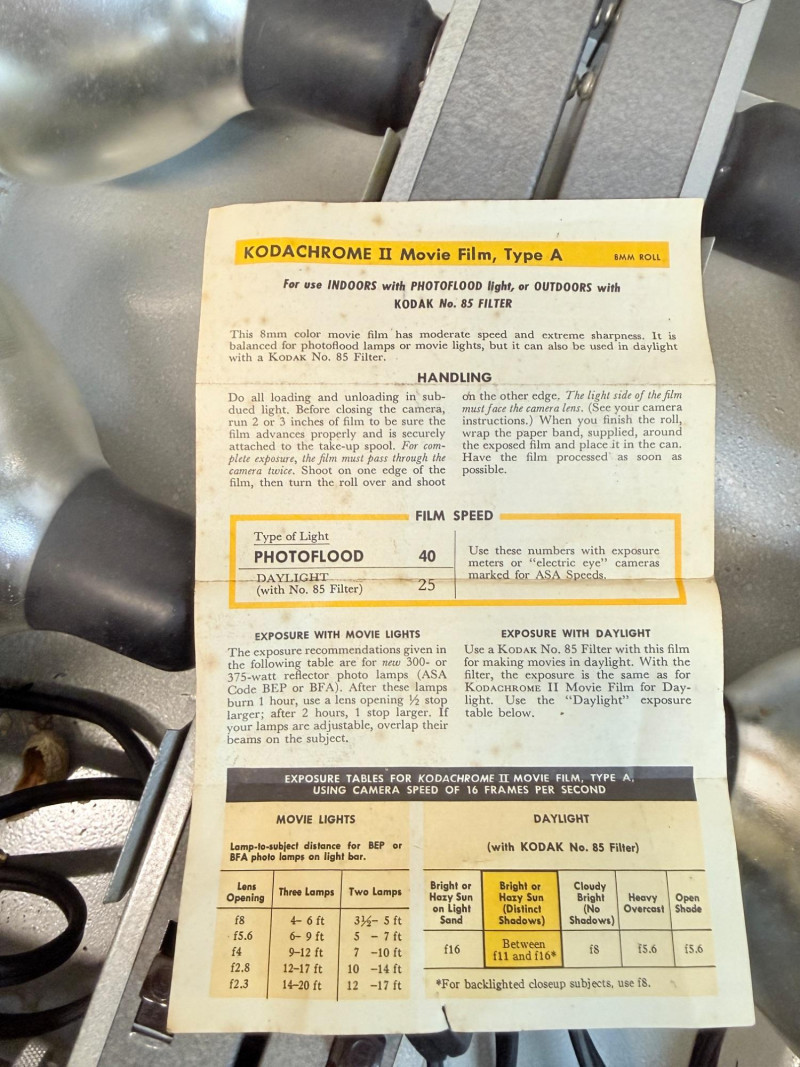 KODACHROME II Movie Film, Type A 8MM ROLL
For use INDOORS with PHOTOFLOOD light, or OUTDOORS with
KODAK No. 85 FILTER
This 8mm color movie film has moderate speed and extreme sharpness. It is
balanced for photoflood lamps or movie lights, but it can also be used in daylight
with a KODAK No. 85 Filter.
HANDLING
Do all loading and unloading in sub-
dued light. Before closing the camera,
run 2 or 3 inches of film to be sure the
film advances properly and is securely
attached to the take-up spool. For com-
plete exposure, the film must pass through the
camera twice. Shoot on one edge of the
film, then turn the roll over and shoot
on the other edge. The light side of the film
must face the camera lens. (See your camera
instructions.) When you finish the roll,
wrap the paper band, supplied, around
the exposed film and place it in the can.
Have the film processed as soon as
possible.
FILM SPEED
Type of Light
PHOTOFLOOD 40
DAYLIGHT
(with No. 85 Filter) 25
Use these numbers with exposure
meters or "electric eye" cameras
marked for ASA Speeds.
EXPOSURE WITH MOVIE LIGHTS
The exposure recommendations given in
the following table are for new 300- or
375-watt reflector photo lamps (ASA
Code BEP or BFA). After these lamps
burn 1 hour, use a lens opening ½ stop
larger; after 2 hours, 1 stop larger. If
your lamps are adjustable, overlap their
beams on the subject.
EXPOSURE WITH DAYLIGHT
Use a KODAK No. 85 Filter with this film
for making movies in daylight. With the
filter, the exposure is the same as for
KODACHROME II Movie Film for Day-
light. Use the "Daylight" exposure
table below.
EXPOSURE TABLES FOR KODACHROME II MOVIE FILM, TYPE A,
USING CAMERA SPEED OF 16 FRAMES PER SECOND
MOVIE LIGHTS
Lamp-to-subject distance for BEP or
BFA photo lamps on light bar.
Lens
Opening Three Lamps Two Lamps
f8 4– 6 ft 3½– 5 ft
f5.6 6– 9 ft 5 – 7 ft
f4 9–12 ft 7 –10 ft
f2.8 12–17 ft 10 –14 ft
f2.3 14–20 ft 12 –17 ft
DAYLIGHT
(with KODAK No. 85 Filter)
Bright or
Hazy Sun
on Light
Sand
Bright or
Hazy Sun
(Distinct
Shadows)
Cloudy
Bright
(No
Shadows)
Heavy
Overcast
Open
Shade
f16
Between
f11 and f16*
f8
f5.6
f5.6
*For backlighted closeup subjects, use f8.